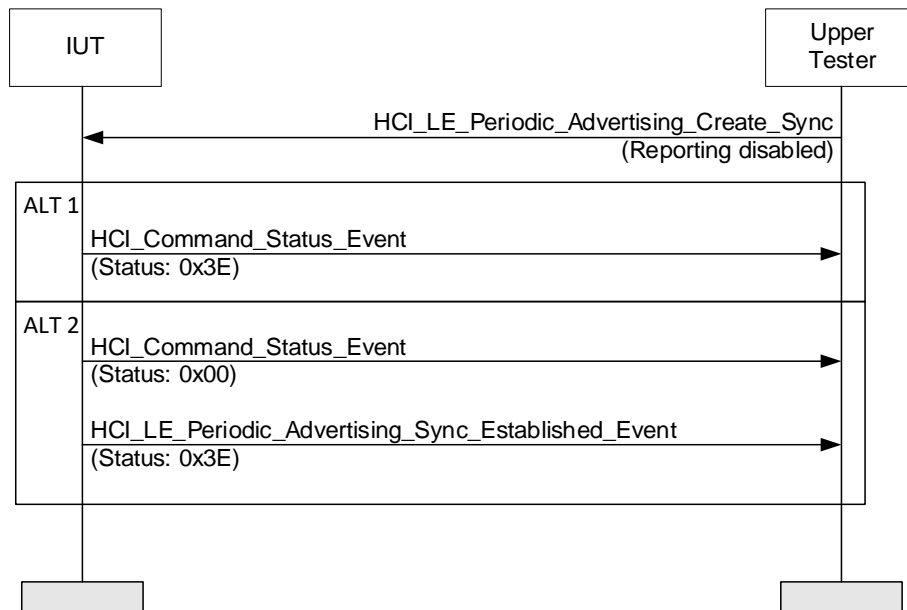 IUT
Upper
Tester
HCI_LE_Periodic_Advertising_Create_Sync
(Reporting disabled)
ALT 1
HCI_Command_Status_Event
(Status: 0x3E)
ALT 2
HCI_Command_Status_Event
(Status: 0x00)
HCI_LE_Periodic_Advertising_Sync_Established_Event
(Status: 0x3E)